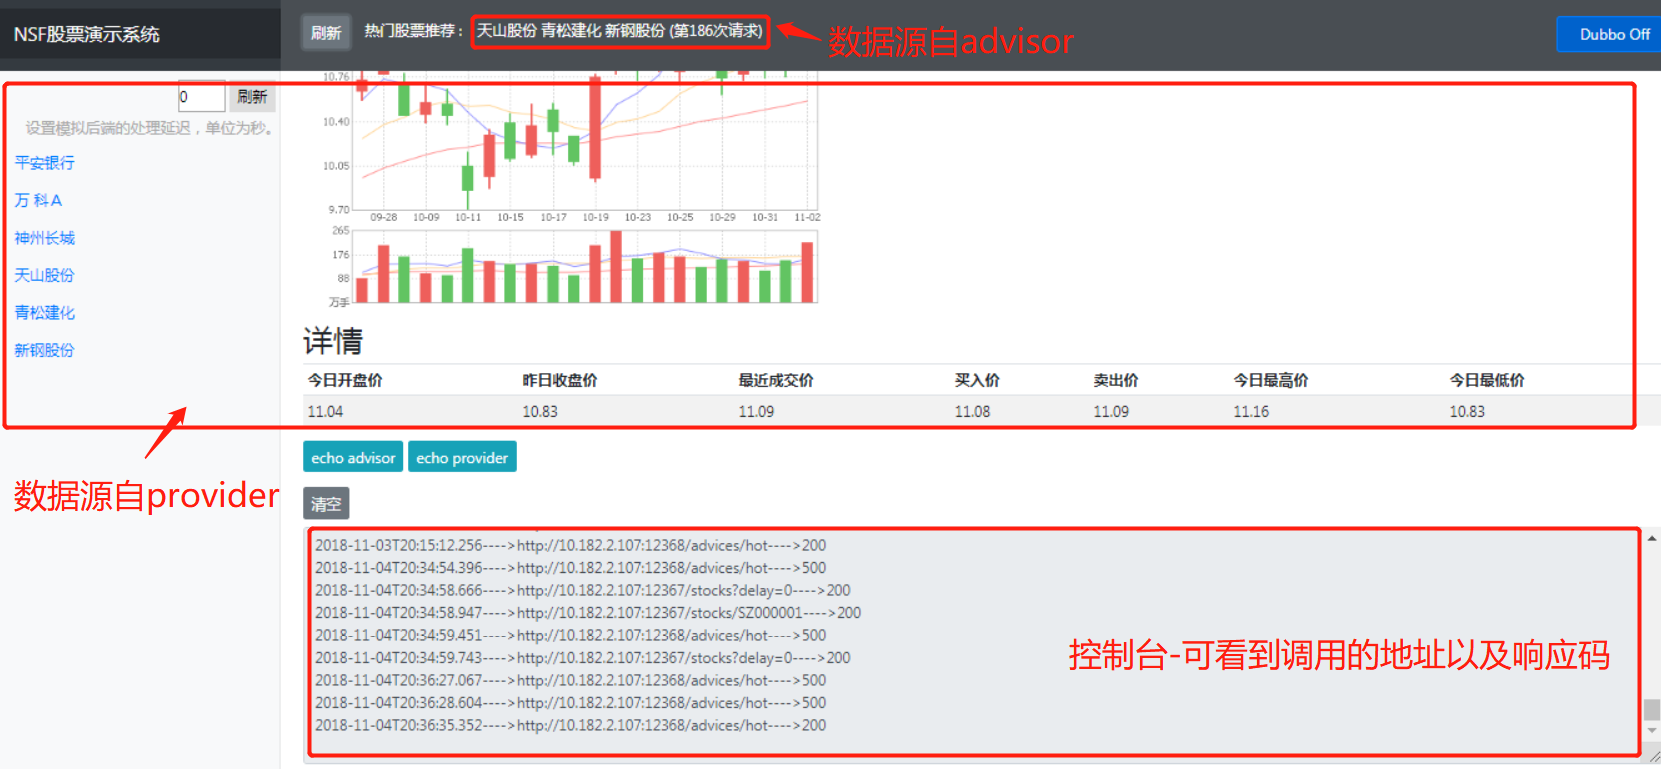 NSF股票演示系统
刷新 热门股票推荐： 天山股份 青松建化 新钢股份 (第186次请求)
数据源自advisor
Dubbo Off
0 刷新
设置模拟后端的处理延迟，单位为秒。
平安银行
万 科A
神州长城
天山股份
青松建化
新钢股份
数据源自provider
10.76
10.40
10.05
9.70
09-28 10-09 10-11 10-15 10-17 10-19 10-23 10-25 10-29 10-31 11-02
265
176
88
万手
详情
今日开盘价 昨日收盘价 最近成交价 买入价 卖出价 今日最高价 今日最低价
11.04 10.83 11.09 11.08 11.09 11.16 10.83
echo advisor echo provider
清空
2018-11-03T20:15:12.256---->http://10.182.2.107:12368/advices/hot---->200
2018-11-04T20:34:54.396---->http://10.182.2.107:12368/advices/hot---->500
2018-11-04T20:34:58.666---->http://10.182.2.107:12367/stocks?delay=0---->200
2018-11-04T20:34:58.947---->http://10.182.2.107:12367/stocks/SZ000001---->200
2018-11-04T20:34:59.451---->http://10.182.2.107:12368/advices/hot---->500
2018-11-04T20:34:59.743---->http://10.182.2.107:12367/stocks?delay=0---->200
2018-11-04T20:36:27.067---->http://10.182.2.107:12368/advices/hot---->500
2018-11-04T20:36:28.604---->http://10.182.2.107:12368/advices/hot---->500
2018-11-04T20:36:35.352---->http://10.182.2.107:12368/advices/hot---->200
控制台-可看到调用的地址以及响应码